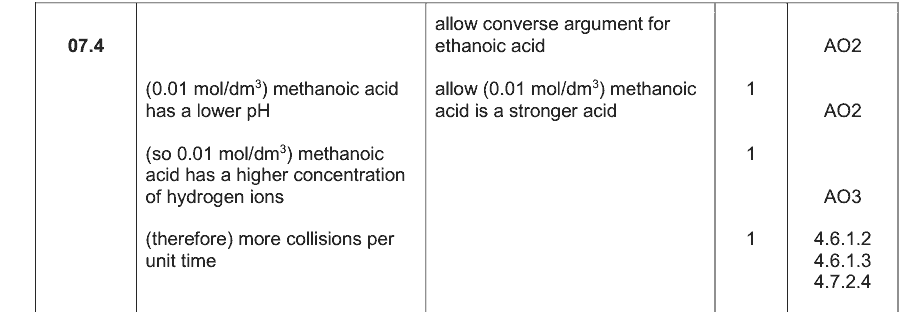 allow converse argument for
07.4 ethanoic acid AO2
(0.01 mol/dm³) methanoic acid allow (0.01 mol/dm³) methanoic 1
has a lower pH acid is a stronger acid AO2
(so 0.01 mol/dm³) methanoic 1
acid has a higher concentration
of hydrogen ions AO3
(therefore) more collisions per 1 4.6.1.2
unit time 4.6.1.3
4.7.2.4